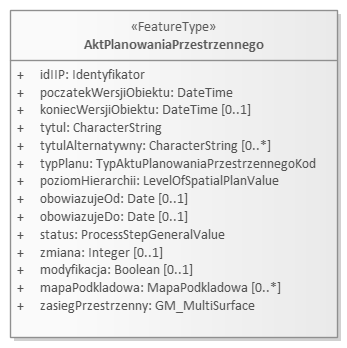 «FeatureType»
AktPlanowaniaPrzestrzennego
+ idIIP: Identyfikator
+ poczatekWersjiObiektu: DateTime
+ koniecWersjiObiektu: DateTime [0..1]
+ tytul: CharacterString
+ tytulAlternatywny: CharacterString [0..*]
+ typPlanu: TypAktuPlanowaniaPrzestrzennegoKod
+ poziomHierarchii: LevelOfSpatialPlanValue
+ obowiazujeOd: Date [0..1]
+ obowiazujeDo: Date [0..1]
+ status: ProcessStepGeneralValue
+ zmiana: Integer [0..1]
+ modyfikacja: Boolean [0..1]
+ mapaPodkladowa: MapaPodkladowa [0..*]
+ zasiegPrzestrzenny: GM_MultiSurface